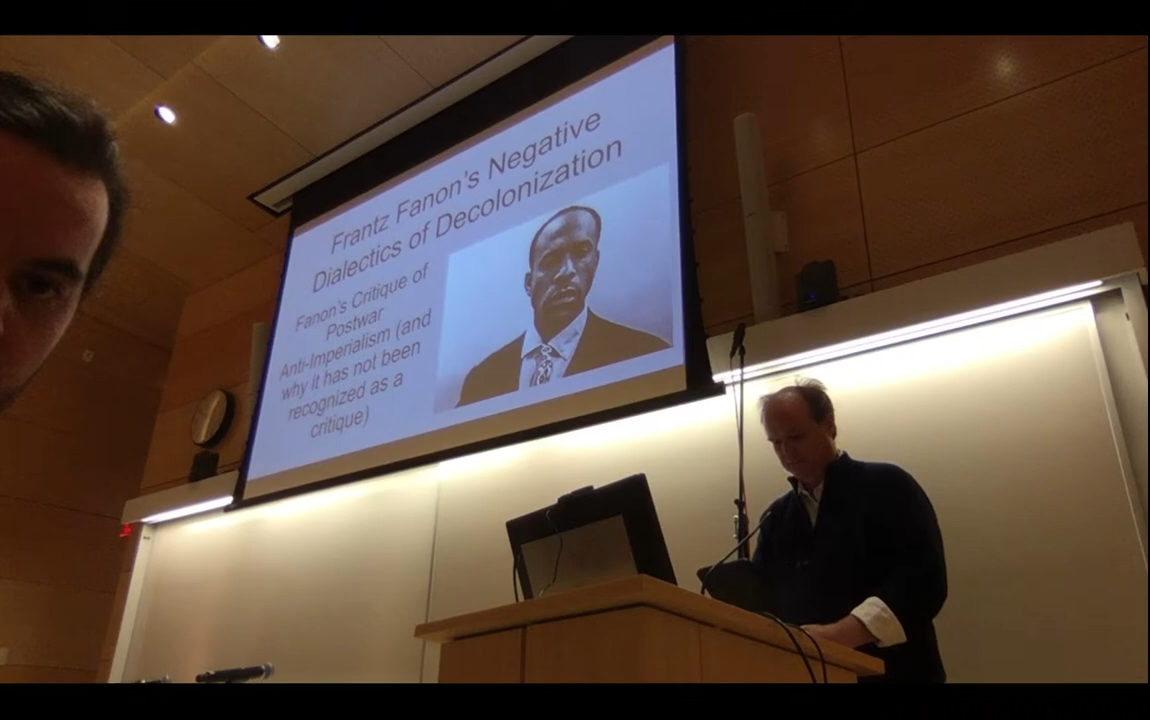 Frantz Fanon's Negative
Dialectics of Decolonization
Fanon's Critique of
Postwar
Anti-Imperialism (and
why it has not been
recognized as a
critique)